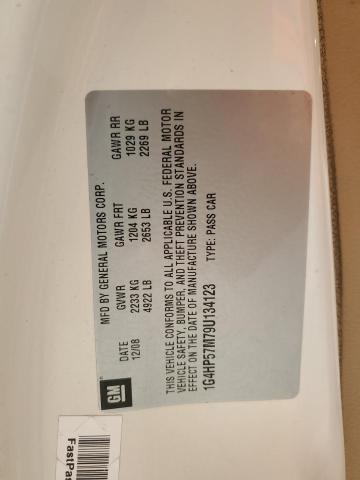 GM
MFD BY GENERAL MOTORS CORP.
DATE GVWR GAWR FRT GAWR RR
12/08 2233 KG 1204 KG 1029 KG
4922 LB 2653 LB 2269 LB
THIS VEHICLE CONFORMS TO ALL APPLICABLE U.S. FEDERAL MOTOR
VEHICLE SAFETY, BUMPER, AND THEFT PREVENTION STANDARDS IN
EFFECT ON THE DATE OF MANUFACTURE SHOWN ABOVE.
1G4HP57M79U134123 TYPE: PASS CAR
FastPas